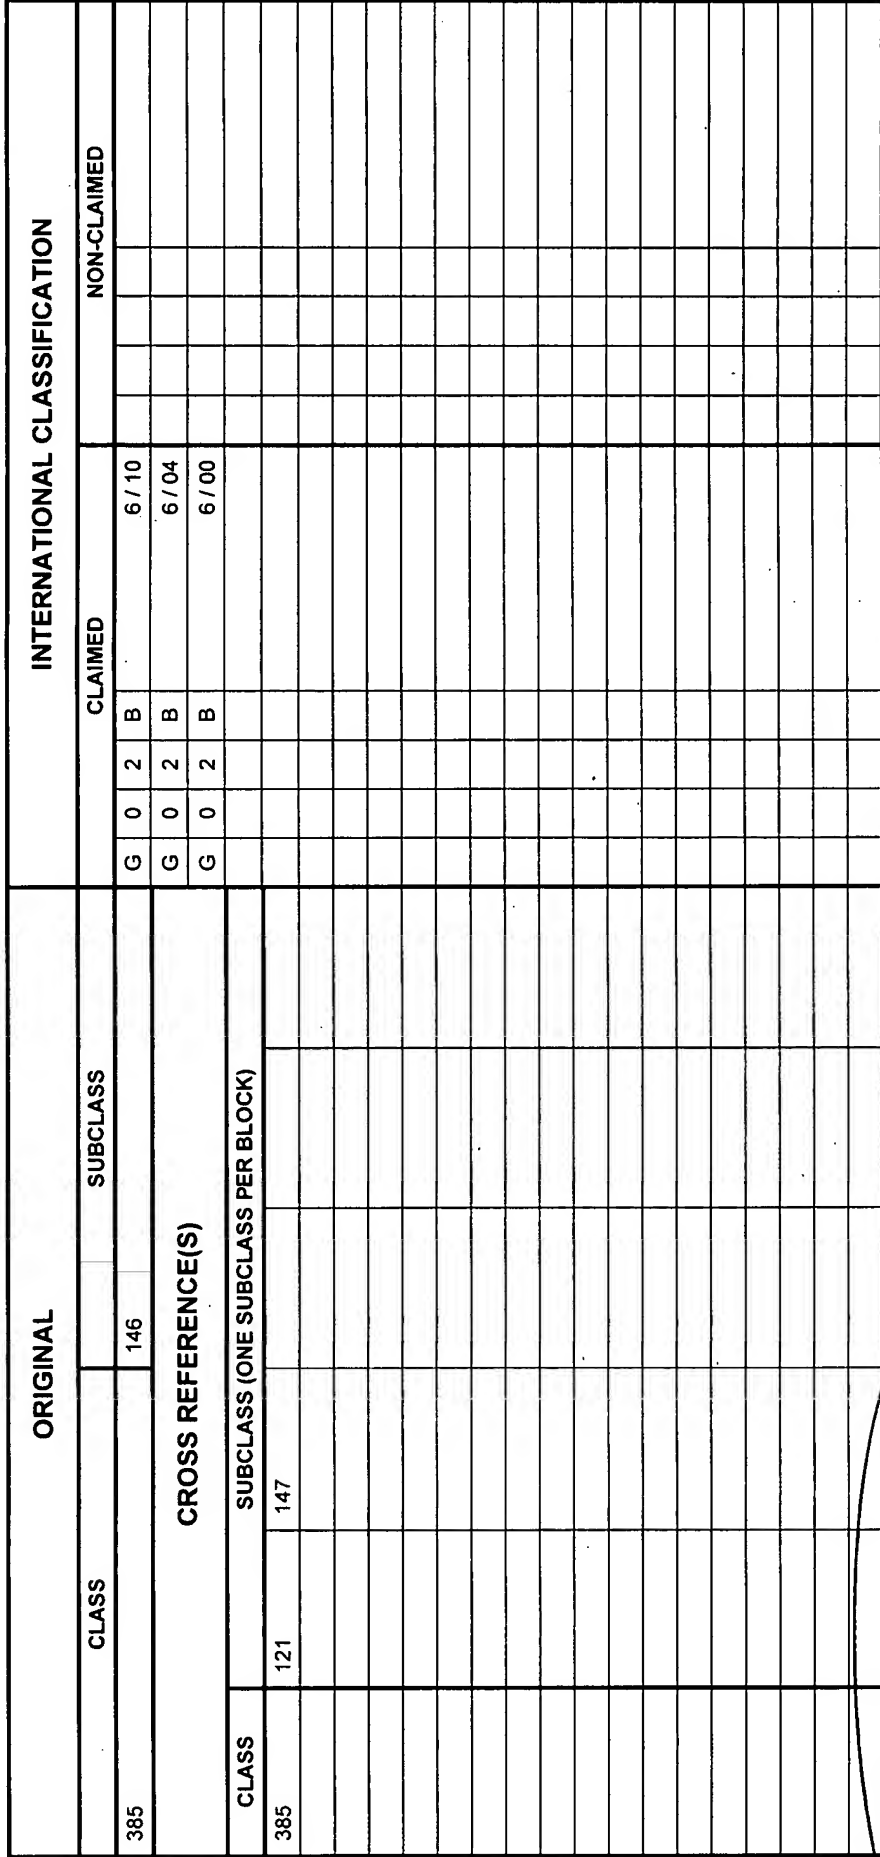 ORIGINAL INTERNATIONAL CLASSIFICATION
CLASS SUBCLASS CLAIMED NON-CLAIMED
385 146 G 0 2 B 6 / 10
CROSS REFERENCE(S) G 0 2 B 6 / 04
G 0 2 B 6 / 00
CLASS SUBCLASS (ONE SUBCLASS PER BLOCK)
385 121 147